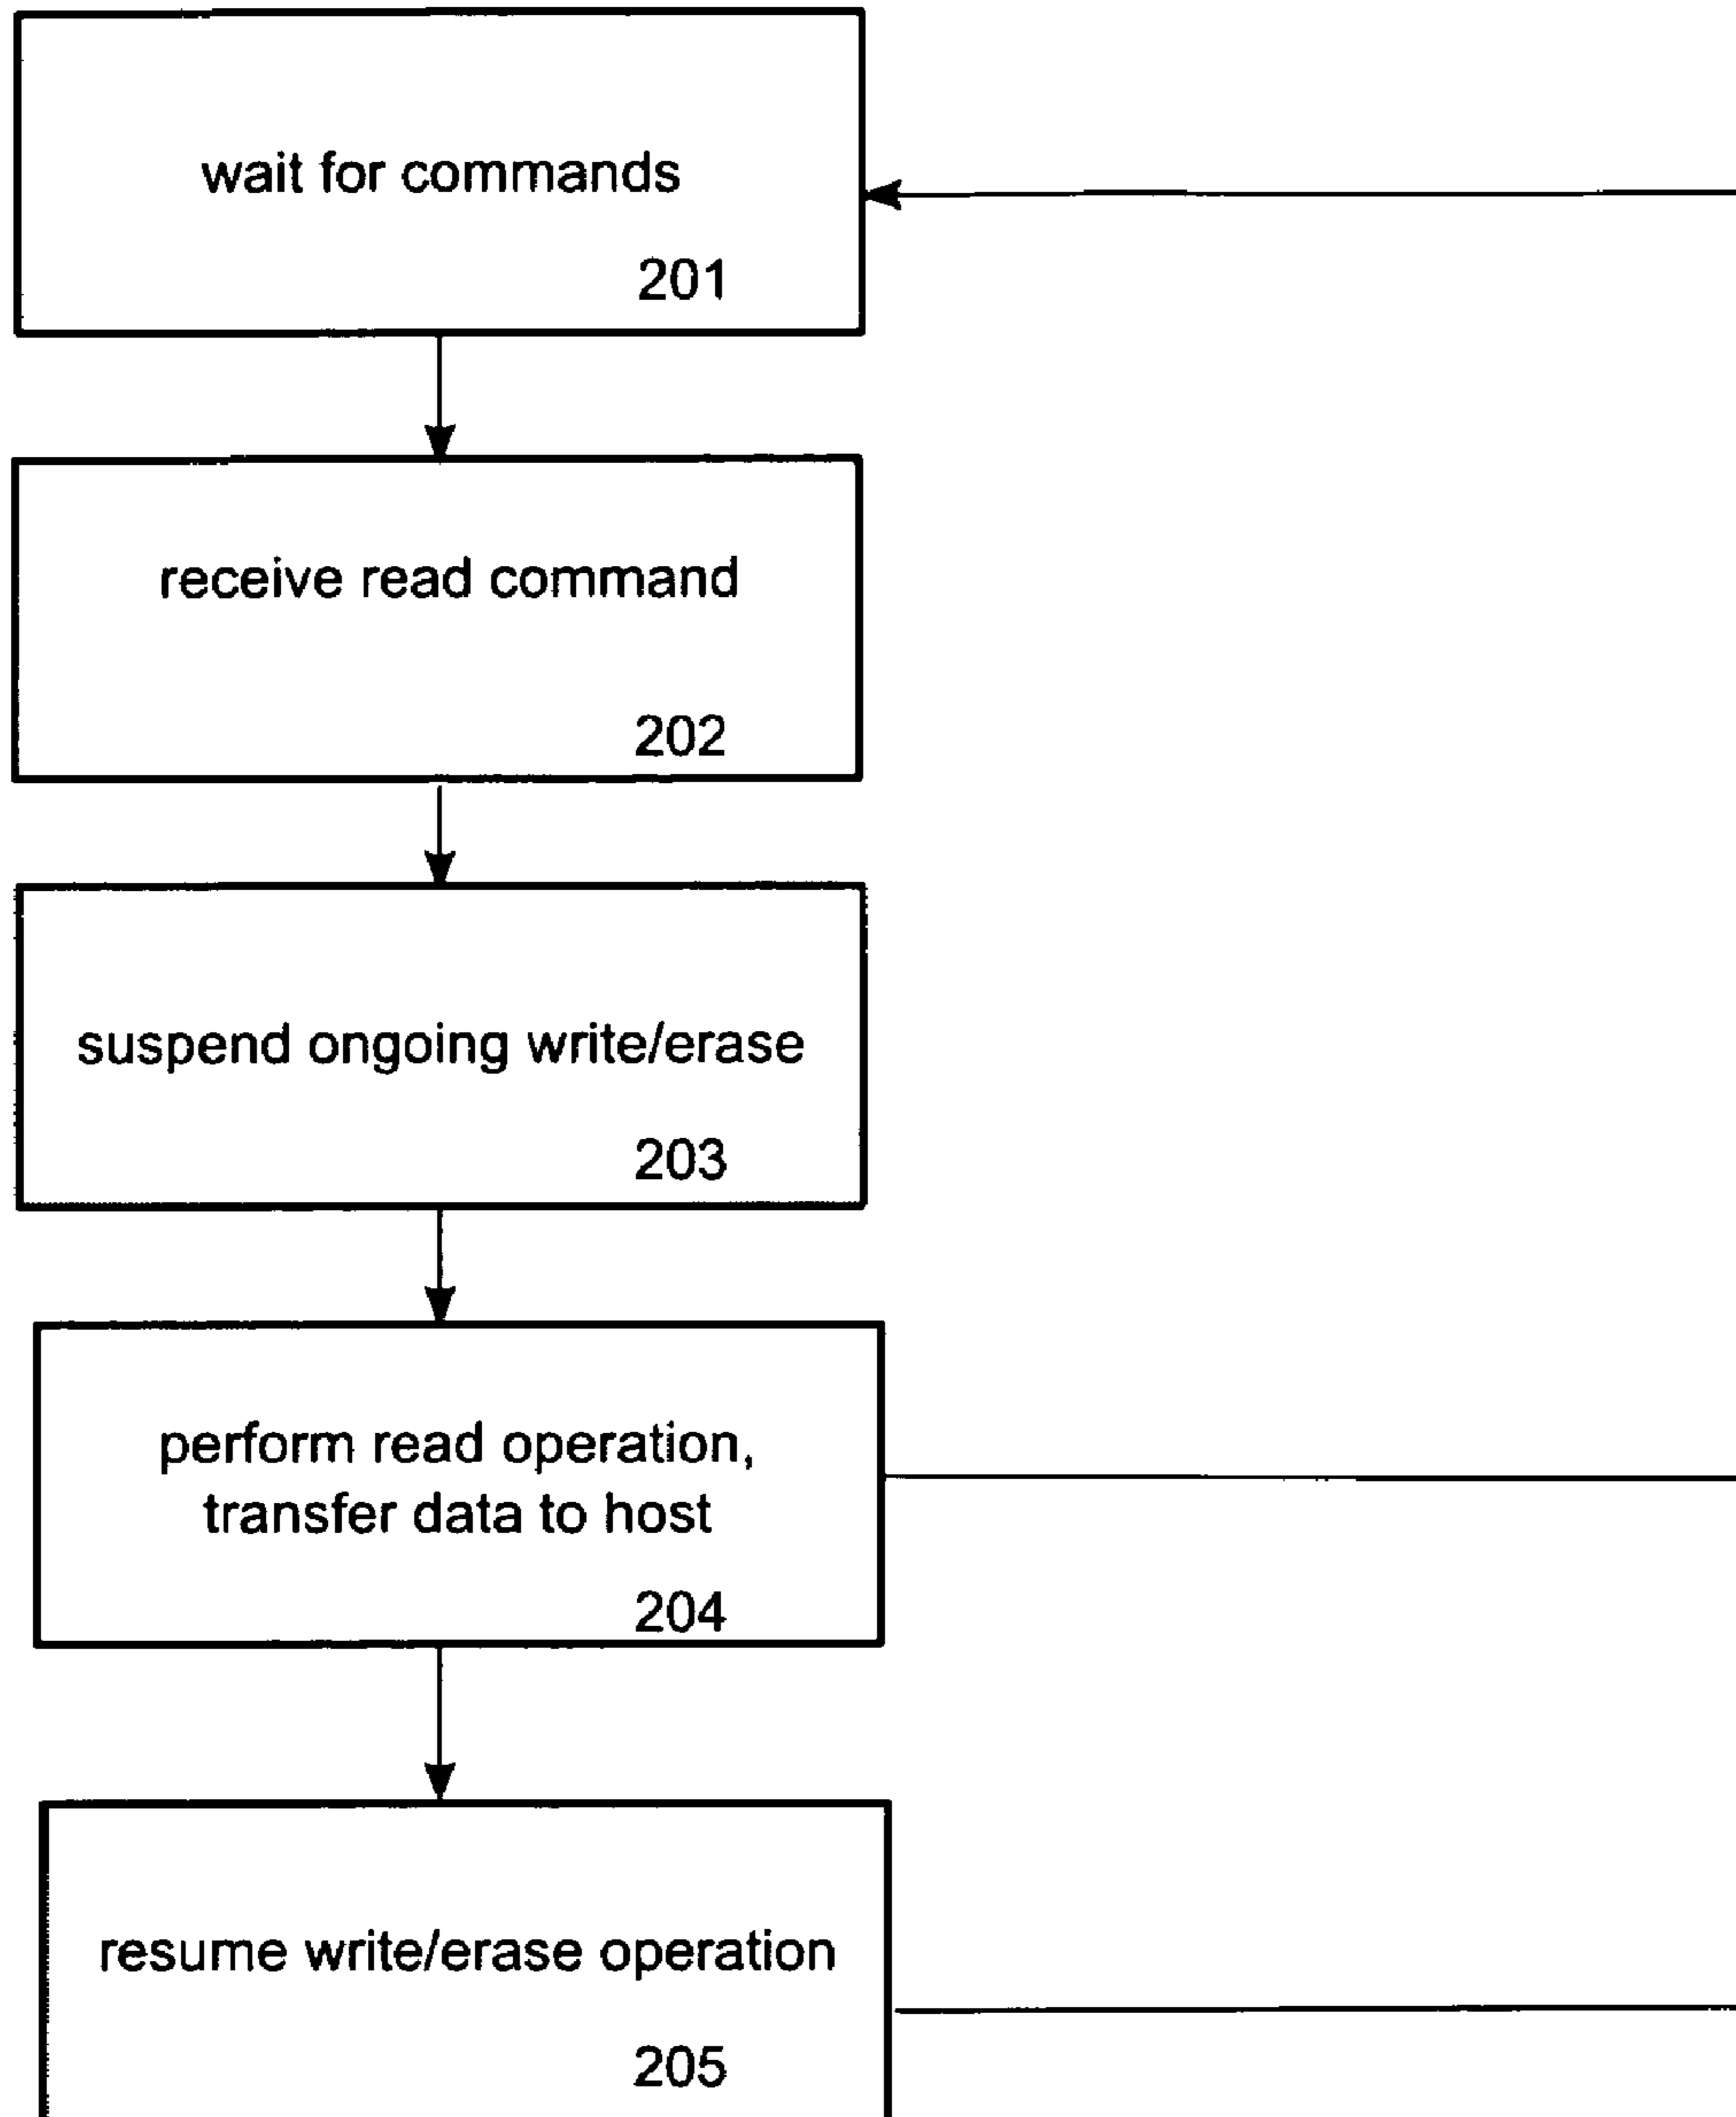 wait for commands
201
receive read command
202
suspend ongoing write/erase
203
perform read operation,
transfer data to host
204
resume write/erase operation
205